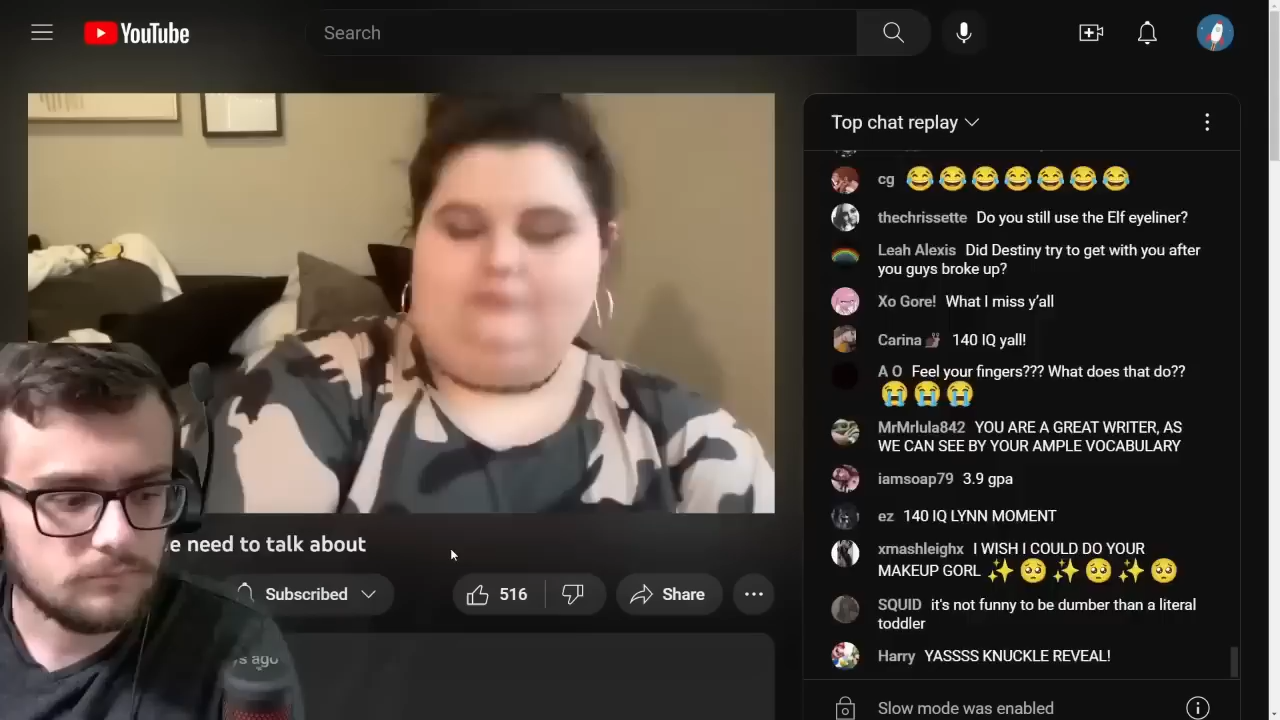 YouTube
Search
Top chat replay
cg 😂😂😂😂😂😂😂
thechrissette Do you still use the Elf eyeliner?
Leah Alexis Did Destiny try to get with you after
you guys broke up?
Xo Gore! What I miss y'all
Carina 140 IQ yall!
A O Feel your fingers??? What does that do??
😭😭😭
MrMrlula842 YOU ARE A GREAT WRITER, AS
WE CAN SEE BY YOUR AMPLE VOCABULARY
iamsoap79 3.9 gpa
ez 140 IQ LYNN MOMENT
xmashleighx I WISH I COULD DO YOUR
MAKEUP GORL ✨🥺✨🥺✨🥺
SQUID it's not funny to be dumber than a literal
toddler
Harry YASSSS KNUCKLE REVEAL!
Slow mode was enabled
e need to talk about
Subscribed
516
Share
s ago